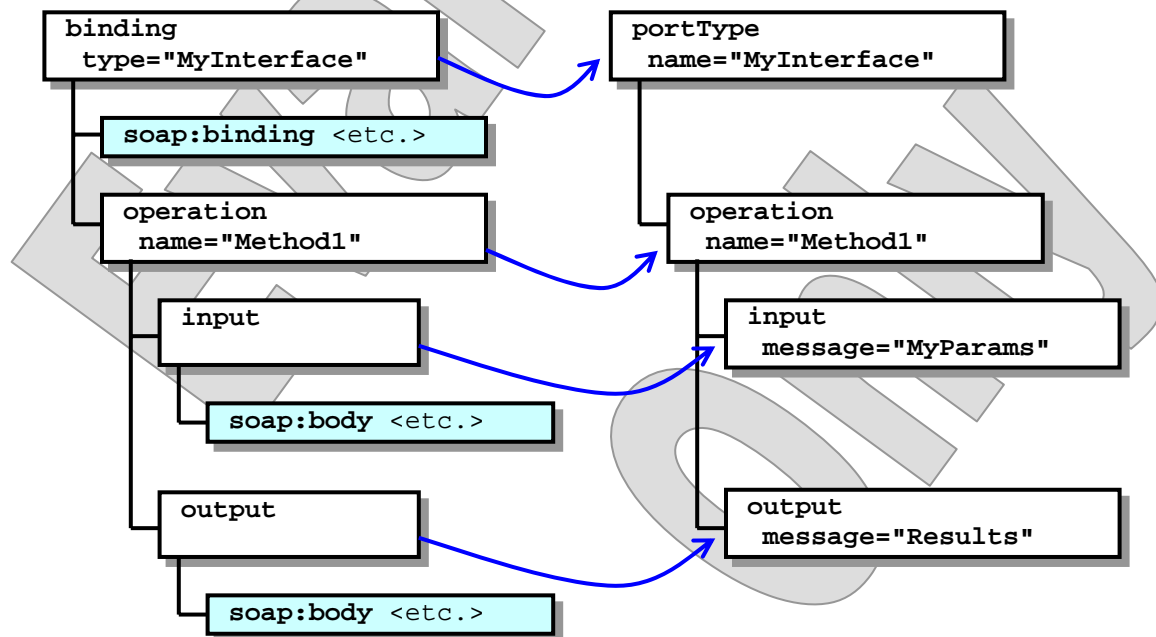 binding
type="MyInterface"
soap:binding <etc.>
operation
name="Method1"
input
soap:body <etc.>
output
soap:body <etc.>
portType
name="MyInterface"
operation
name="Method1"
input
message="MyParams"
output
message="Results"